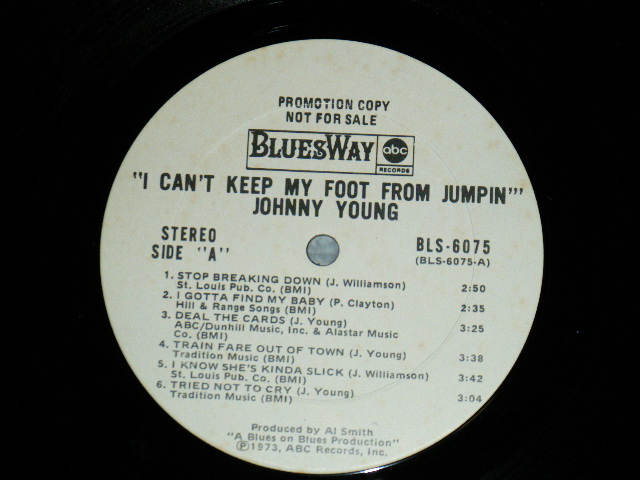 PROMOTION COPY
NOT FOR SALE
BLUESWAY abc RECORDS
"I CAN'T KEEP MY FOOT FROM JUMPIN'"
JOHNNY YOUNG
STEREO
SIDE "A"
BLS-6075
(BLS-6075-A)
1. STOP BREAKING DOWN (J. Williamson)
St. Louis Pub. Co. (BMI) 2:50
2. I GOTTA FIND MY BABY (P. Clayton)
Hill & Range Songs (BMI) 2:35
3. DEAL THE CARDS (J. Young)
ABC/Dunhill Music, Inc. & Alastar Music 3:25
Co. (BMI)
4. TRAIN FARE OUT OF TOWN (J. Young)
Tradition Music (BMI) 3:38
5. I KNOW SHE'S KINDA SLICK (J. Williamson)
St. Louis Pub. Co. (BMI) 3:42
6. TRIED NOT TO CRY (J. Young)
Tradition Music (BMI) 3:04
Produced by Al Smith
"A Blues on Blues Production"
Ⓟ1973, ABC Records, Inc.